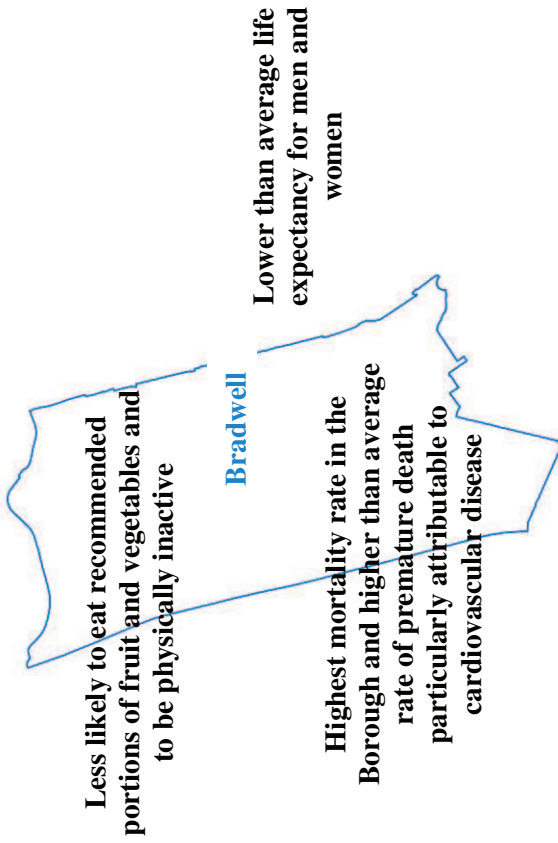 Less likely to eat recommended
portions of fruit and vegetables and
to be physically inactive
Bradwell
Lower than average life
expectancy for men and
women
Highest mortality rate in the
Borough and higher than average
rate of premature death
particularly attributable to
cardiovascular disease